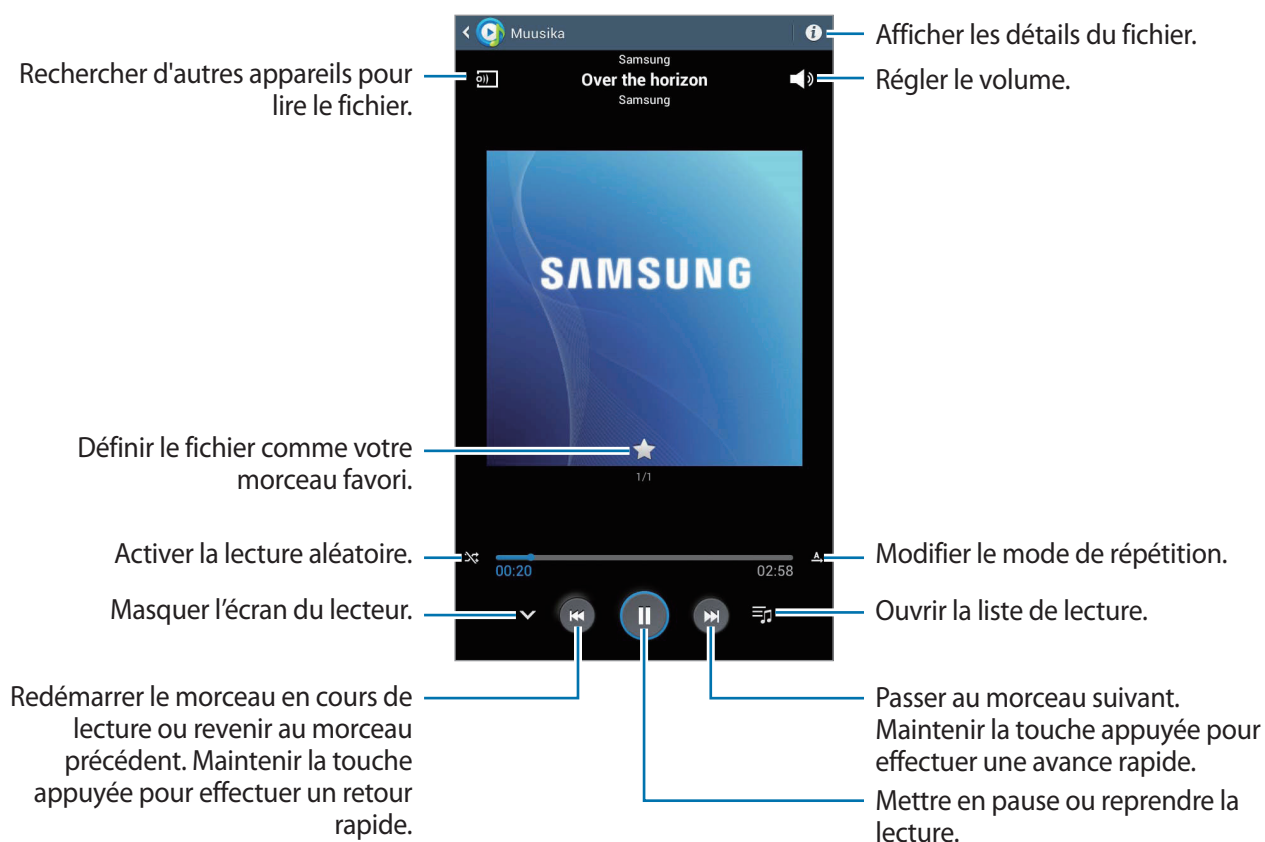 Muusika
Afficher les détails du fichier.
Rechercher d'autres appareils pour
lire le fichier.
Samsung
Over the horizon
Samsung
Régler le volume.
SAMSUNG
Définir le fichier comme votre
morceau favori.
1/1
Activer la lecture aléatoire.
00:20
02:58
A
Modifier le mode de répétition.
Masquer l'écran du lecteur.
Ouvrir la liste de lecture.
Redémarrer le morceau en cours de
lecture ou revenir au morceau
précédent. Maintenir la touche
appuyée pour effectuer un retour
rapide.
Passer au morceau suivant.
Maintenir la touche appuyée pour
effectuer une avance rapide.
Mettre en pause ou reprendre la
lecture.